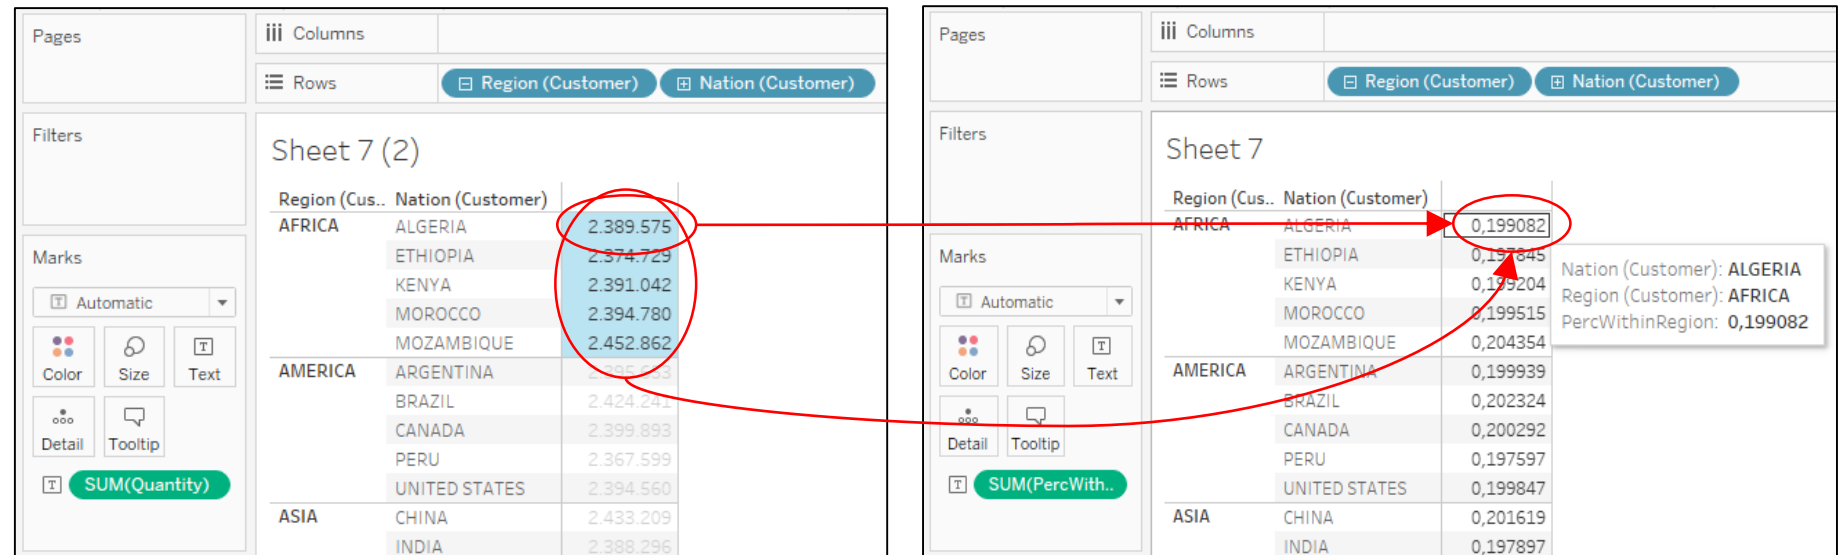 Pages
Columns
Rows
Region (Customer)
Nation (Customer)
Filters
Sheet 7 (2)
Region (Cus.. Nation (Customer)
AFRICA ALGERIA 2.389.575
ETHIOPIA 2.374.729
KENYA 2.391.042
MOROCCO 2.394.780
MOZAMBIQUE 2.452.862
AMERICA ARGENTINA
BRAZIL 2.424.241
CANADA 2.399.893
PERU 2.367.599
UNITED STATES 2.394.560
ASIA CHINA 2.433.209
INDIA 2.388.296
Marks
Automatic
Color Size Text
Detail Tooltip
SUM(Quantity)
Pages
Columns
Rows
Region (Customer)
Nation (Customer)
Filters
Sheet 7
Region (Cus.. Nation (Customer)
AFRICA ALGERIA 0,199082
ETHIOPIA 0,197845
KENYA 0,199204
MOROCCO 0,199515
MOZAMBIQUE 0,204354
AMERICA ARGENTINA 0,199939
BRAZIL 0,202324
CANADA 0,200292
PERU 0,197597
UNITED STATES 0,199847
ASIA CHINA 0,201619
INDIA 0,197897
Nation (Customer): ALGERIA
Region (Customer): AFRICA
PercWithinRegion: 0,199082
Marks
Automatic
Color Size Text
Detail Tooltip
SUM(PercWith..